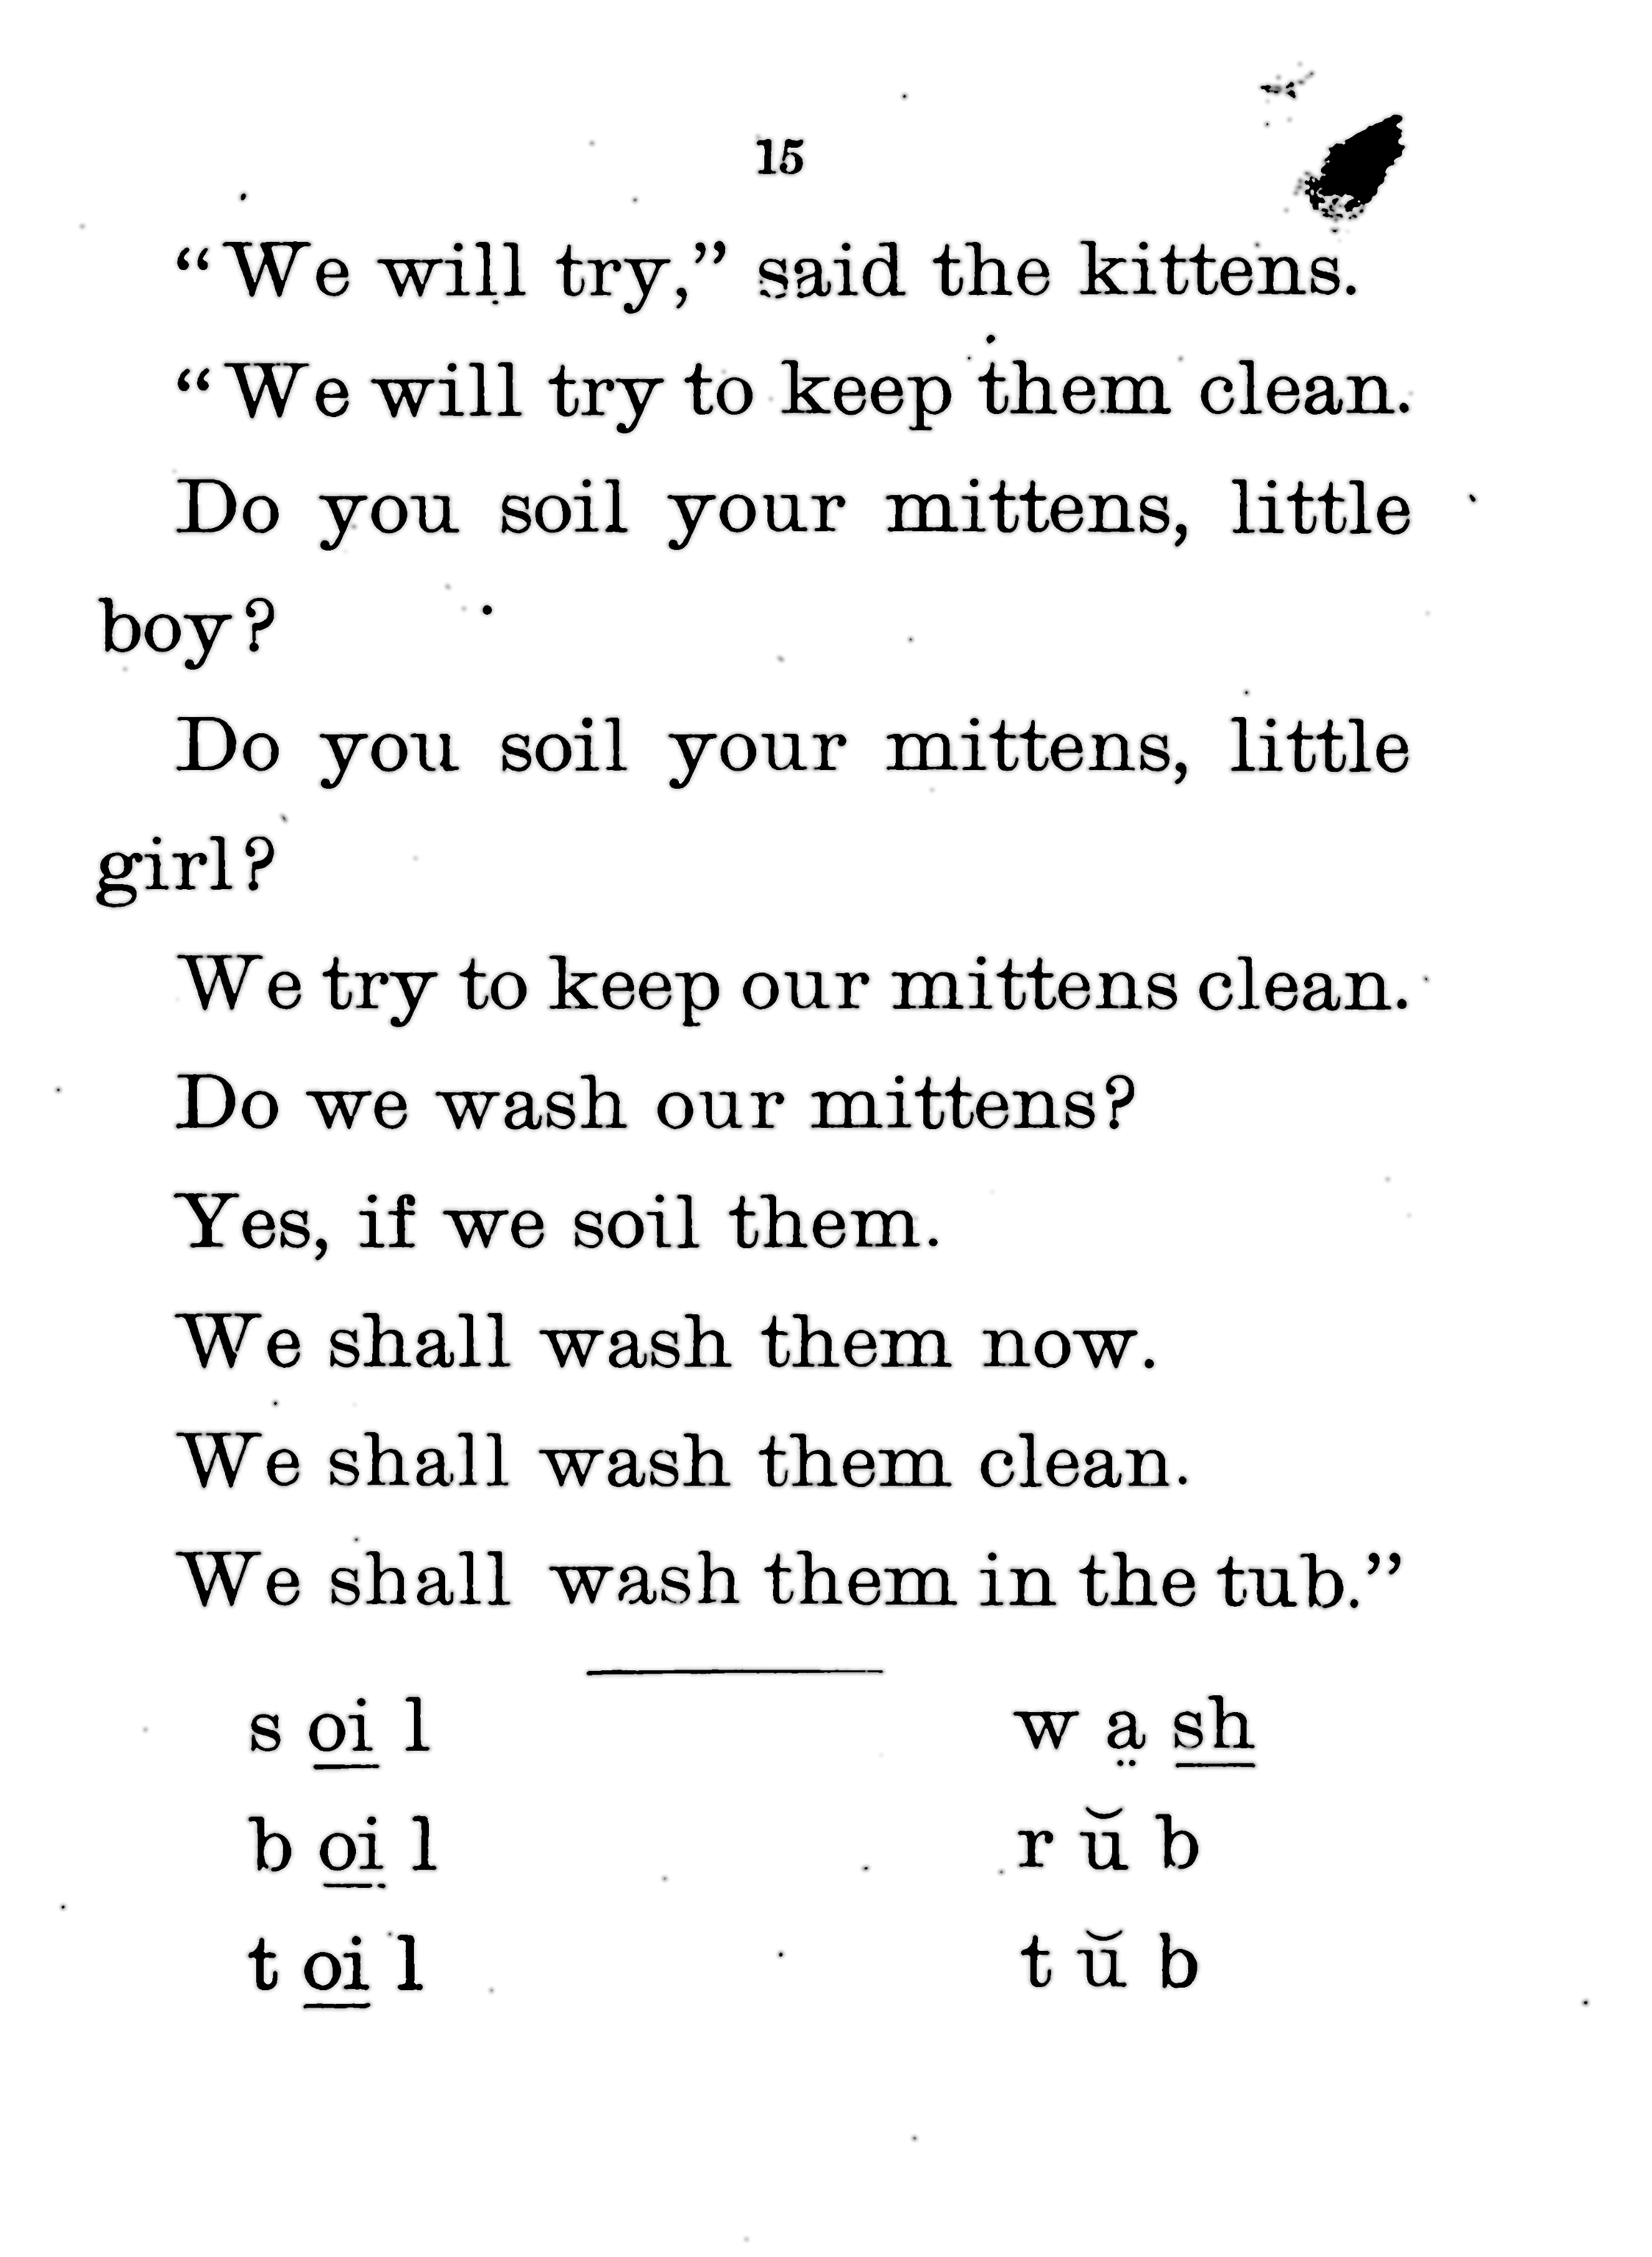 15
“We will try,” said the kittens.
“We will try to keep them clean.
Do you soil your mittens, little
boy?
Do you soil your mittens, little
girl?
We try to keep our mittens clean.
Do we wash our mittens?
Yes, if we soil them.
We shall wash them now.
We shall wash them clean.
We shall wash them in the tub.”
s oi l w a̤ sh
b oi l r ŭ b
t oi l t ŭ b